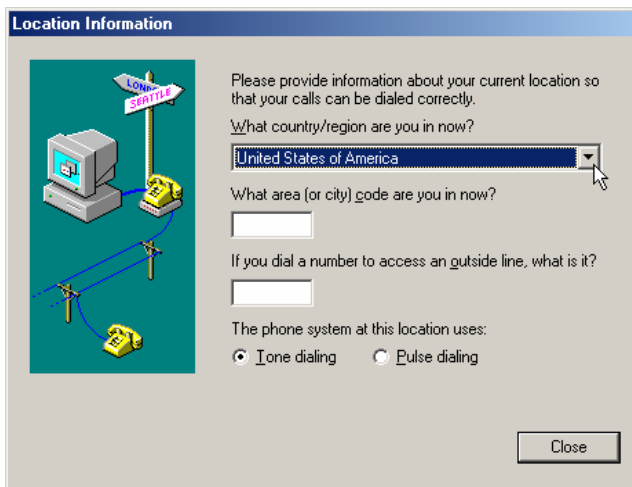 Location Information
LOND
SEATTLE
Please provide information about your current location so
that your calls can be dialed correctly.
What country/region are you in now?
United States of America
What area (or city) code are you in now?
If you dial a number to access an outside line, what is it?
The phone system at this location uses:
Tone dialing
Pulse dialing
Close